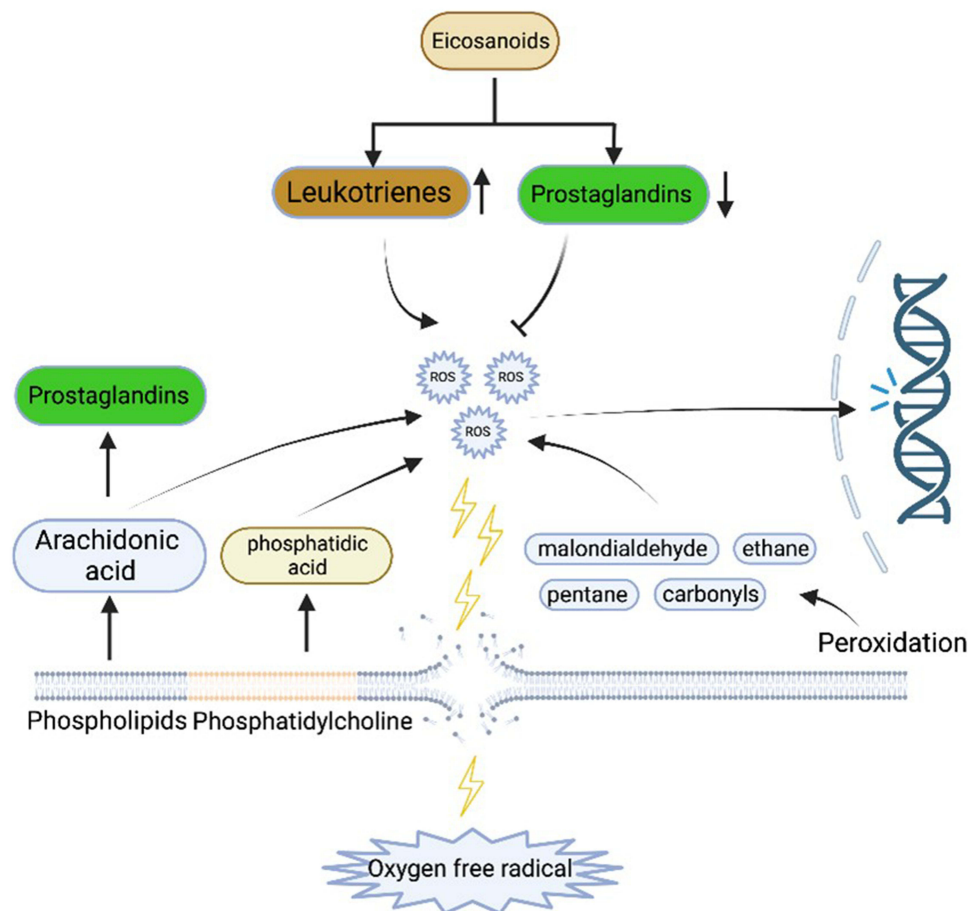 Eicosanoids
Leukotrienes
Prostaglandins
ROS
ROS
ROS
Prostaglandins
Arachidonic
acid
phosphatidic
acid
malondialdehyde
ethane
pentane
carbonyls
Peroxidation
Phospholipids
Phosphatidylcholine
Oxygen free radical